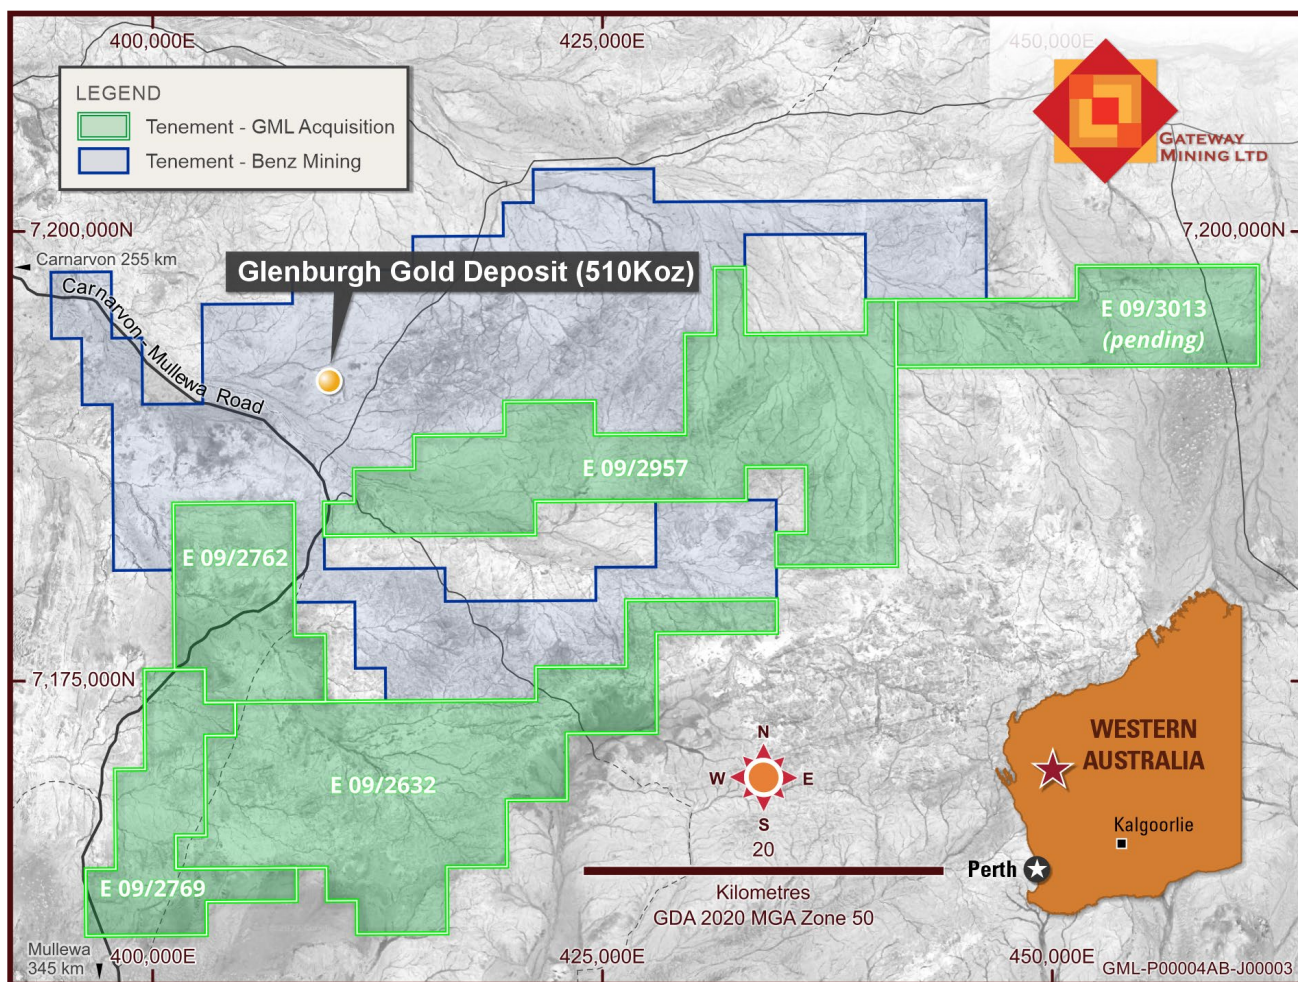 400,000E
425,000E
450,000E
LEGEND
Tenement - GML Acquisition
Tenement - Benz Mining
GATEWAY
MINING LTD
7,200,000N
7,200,000N
Carnarvon 255 km
Glenburgh Gold Deposit (510Koz)
Carnarvon - Mullewa Road
E 09/3013
(pending)
E 09/2957
E 09/2762
7,175,000N
E 09/2632
N
W
E
S
WESTERN
AUSTRALIA
Kalgoorlie
Perth
20
Kilometres
GDA 2020 MGA Zone 50
E 09/2769
Mullewa
345 km
400,000E
425,000E
450,000E
GML-P00004AB-J00003